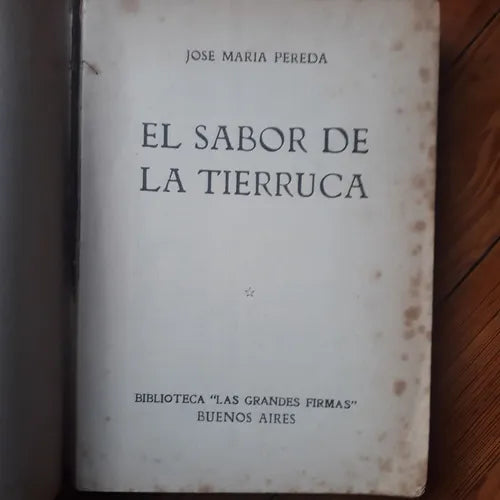 JOSE MARIA PEREDA
EL SABOR DE
LA TIERRUCA
BIBLIOTECA "LAS GRANDES FIRMAS"
BUENOS AIRES